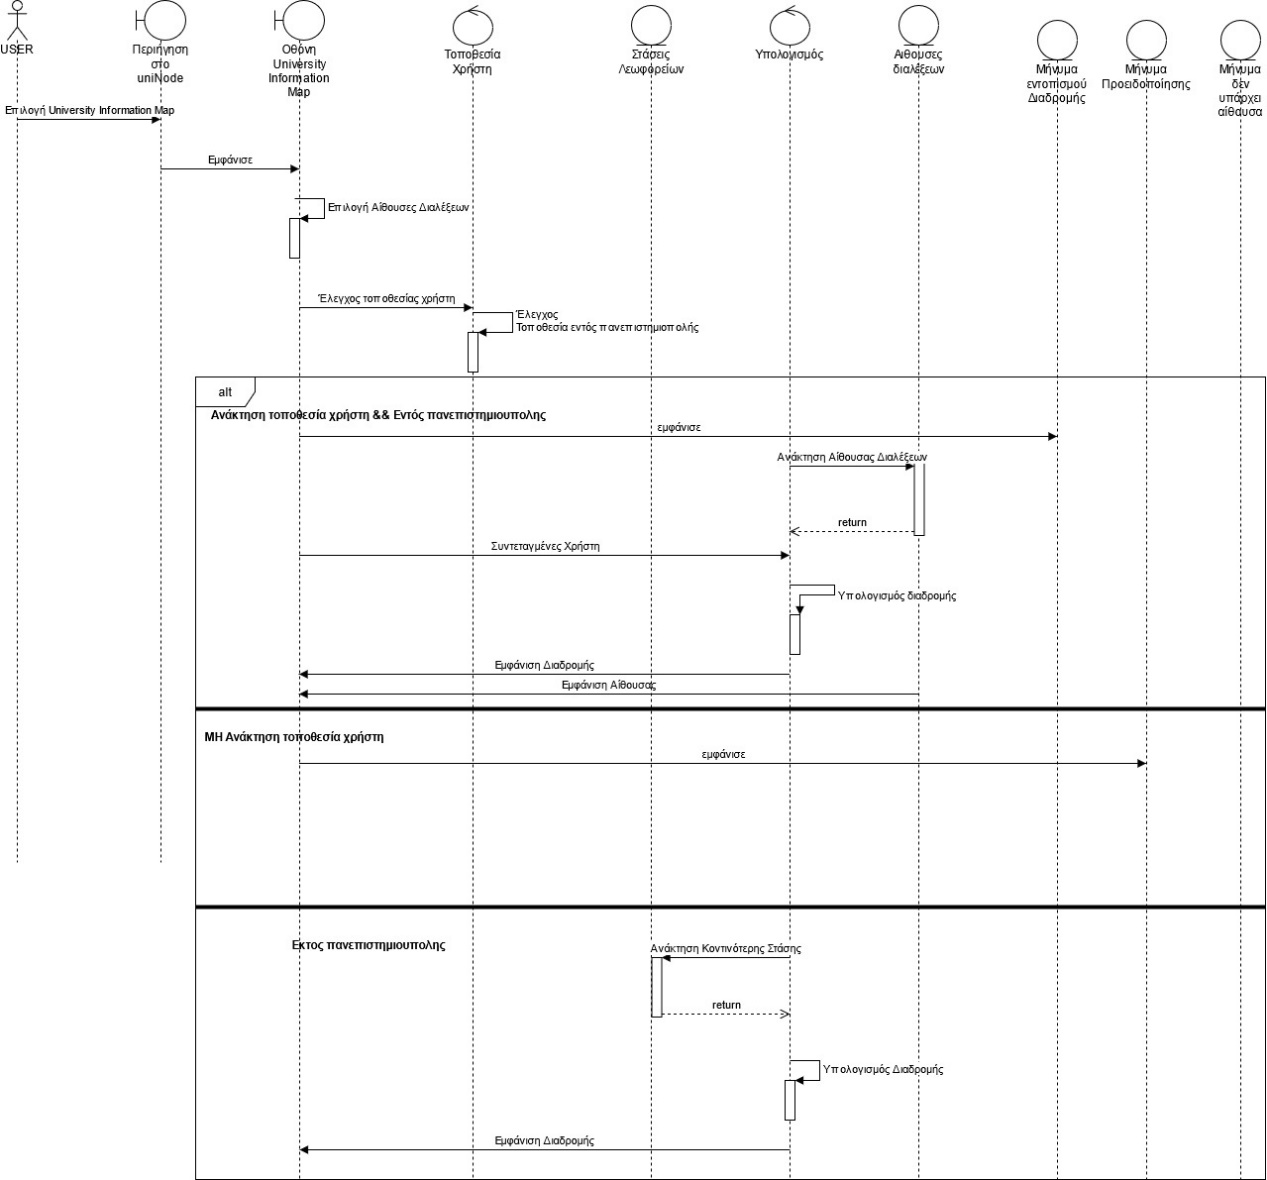 USER
Περιήγηση
στο
uniNode
Οθόνη
University
Information
Map
Τοποθεσία
Χρήστη
Στάσεις
Λεωφορείων
Υπολογισμός
Αιθουσες
διαλέξεων
Μήνυμα
εντοπισμού
Διαδρομής
Μήνυμα
Προειδοποίησης
Μήνυμα
δεν
υπάρχει
αίθουσα
Επιλογή University Information Map
Εμφάνισε
Επιλογή Αίθουσες Διαλέξεων
Έλεγχος τοποθεσίας χρήστη
Έλεγχος
Τοποθεσία εντός πανεπιστημιοπολής
alt
Ανάκτηση τοποθεσία χρήστη && Εντός πανεπιστημιουπολης
εμφάνισε
Ανάκτηση Αίθουσας Διαλέξεων
return
Συντεταγμένες Χρήστη
Υπολογισμός διαδρομής
Εμφάνιση Διαδρομής
Εμφάνιση Αίθουσας
ΜΗ Ανάκτηση τοποθεσία χρήστη
εμφάνισε
Εκτος πανεπιστημιουπολης
Ανάκτηση Κοντινότερης Στάσης
return
Υπολογισμός Διαδρομής
Εμφάνιση Διαδρομής